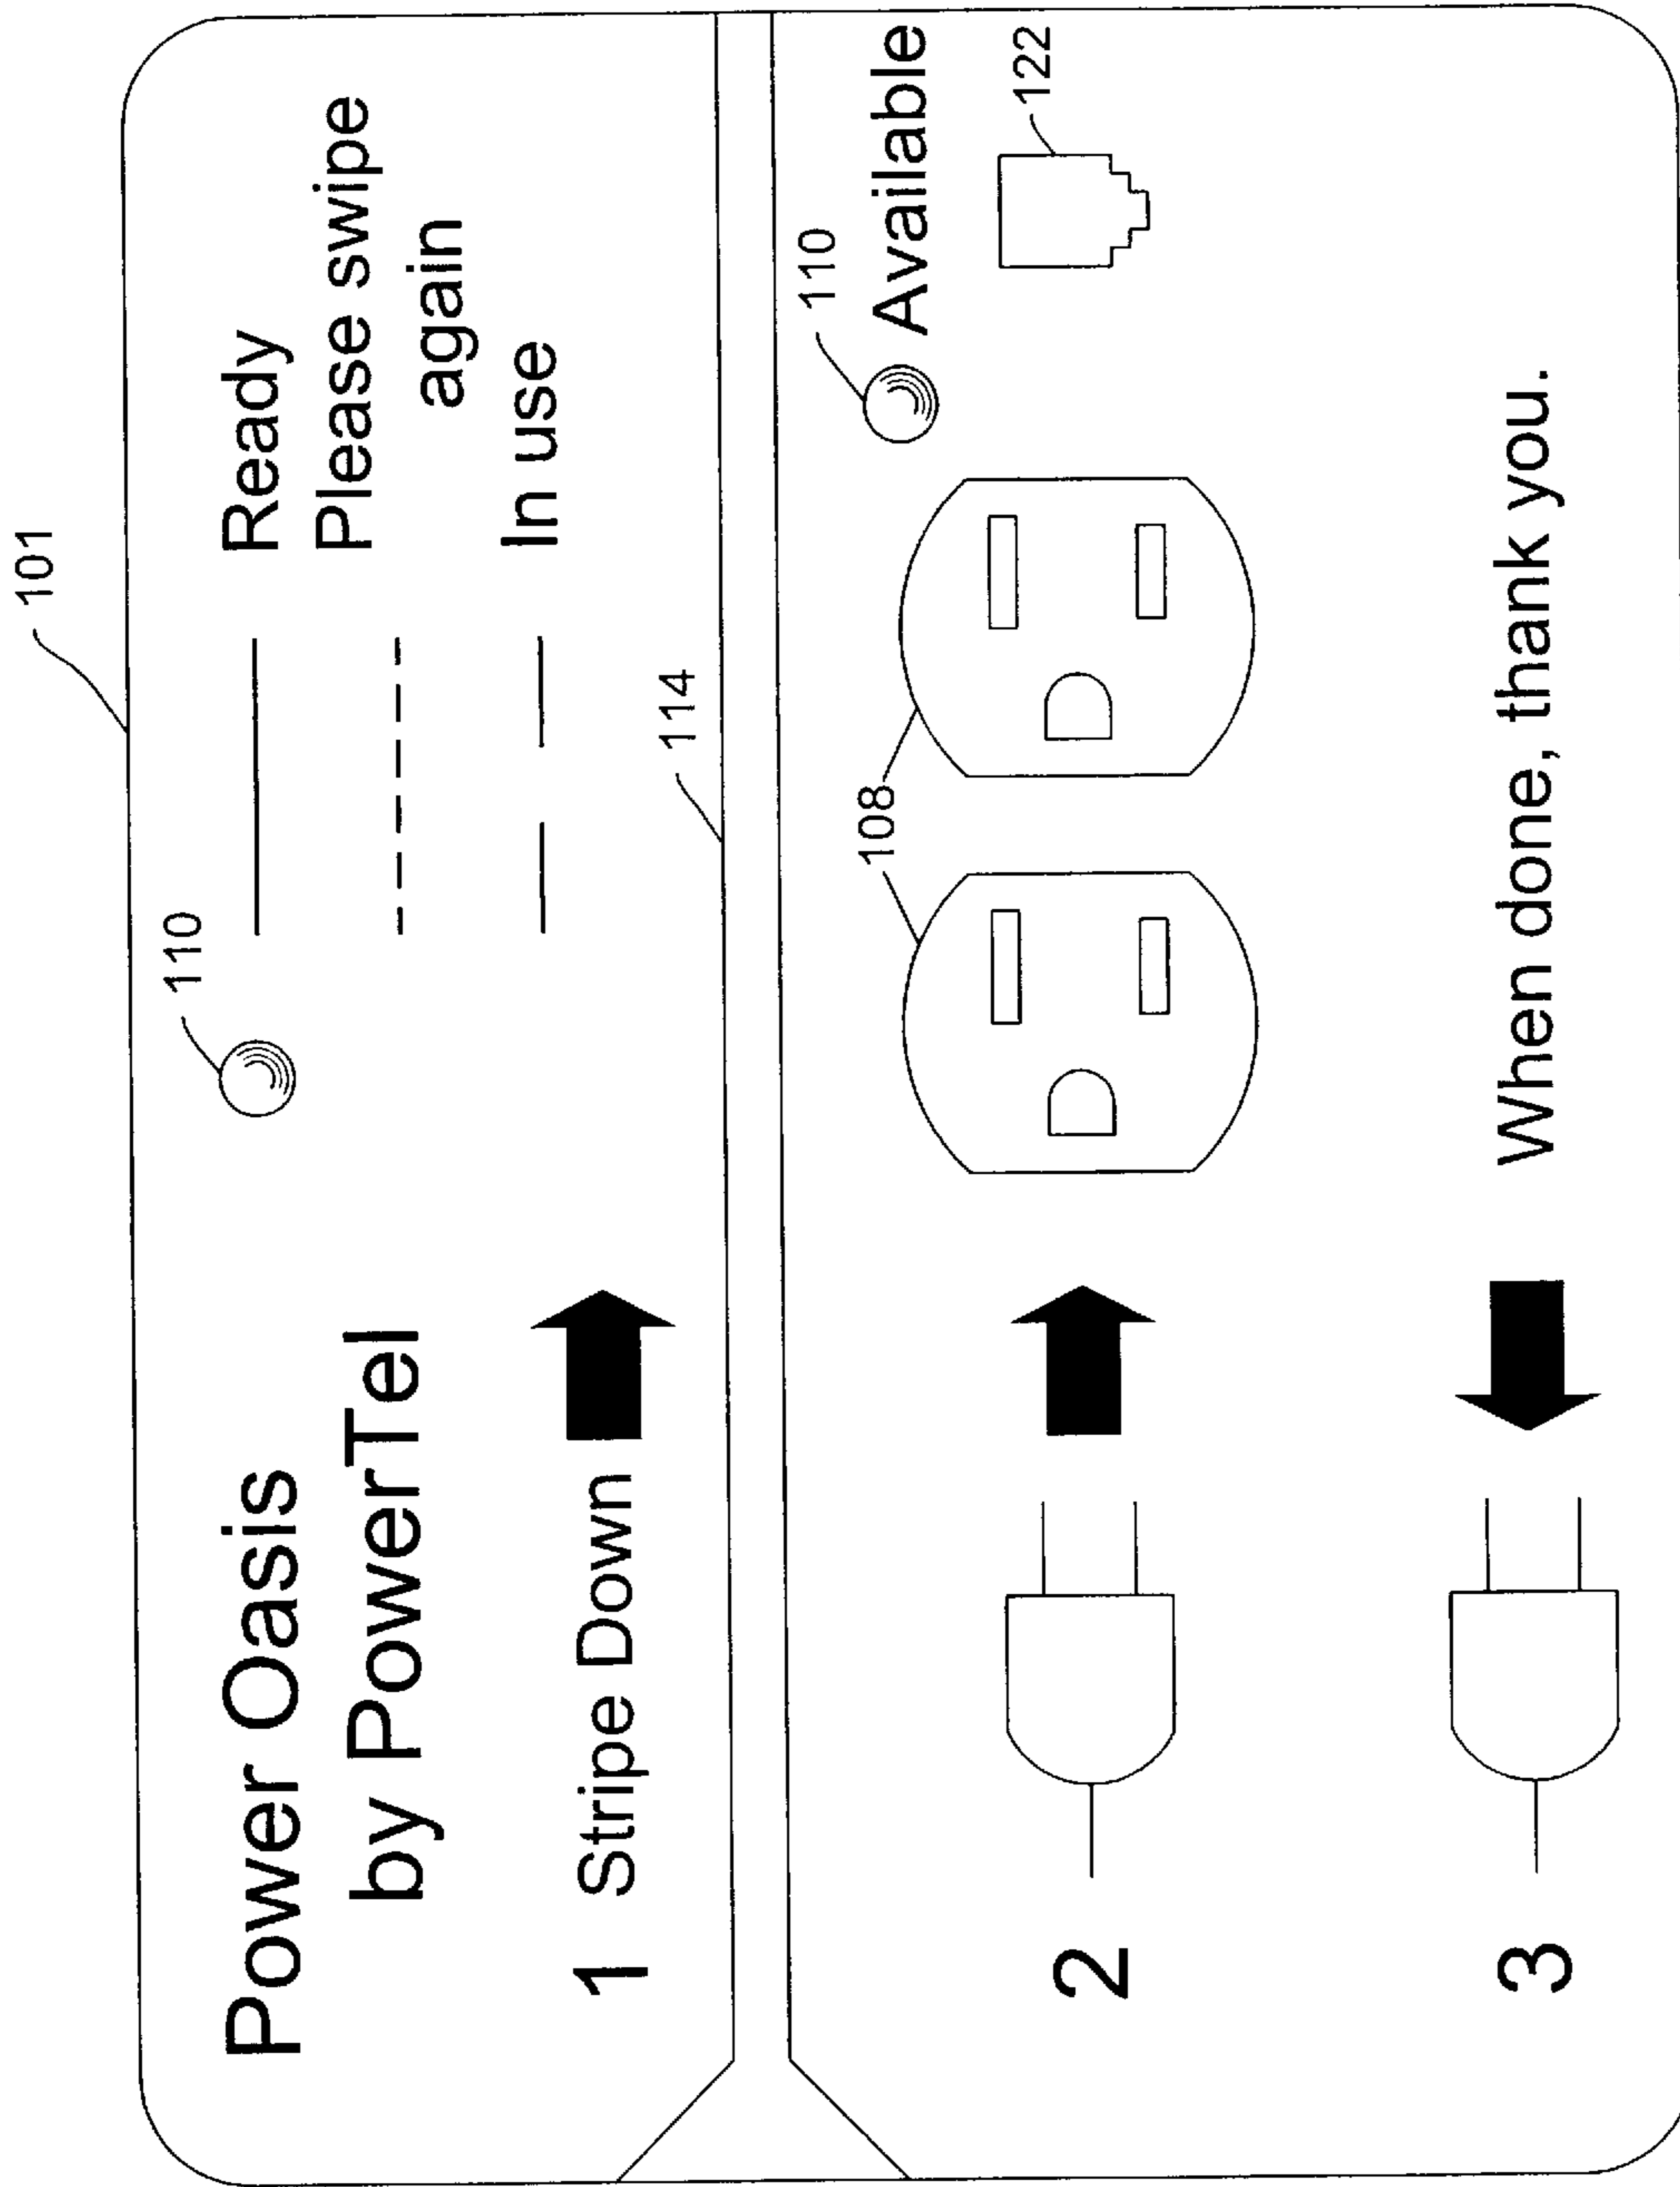 101
Power Oasis
by PowerTel
110
Ready
Please swipe
again
In use
1 Stripe Down
114
110
Available
108
122
2
3
When done, thank you.